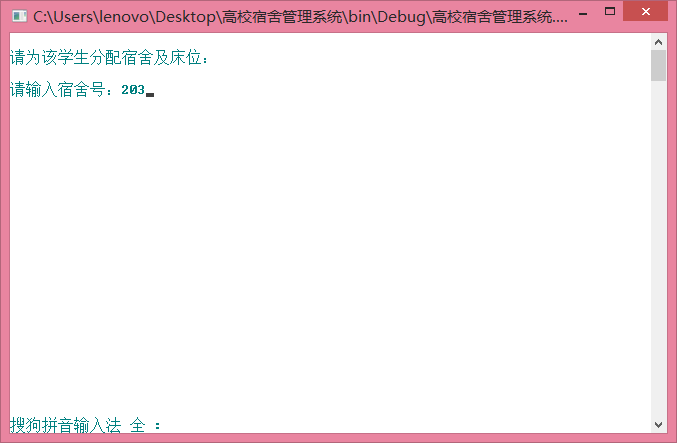 C:\Users\lenovo\Desktop\高校宿舍管理系统\bin\Debug\高校宿舍管理系统....
请为该学生分配宿舍及床位：
请输入宿舍号：203
搜狗拼音输入法 全 ：